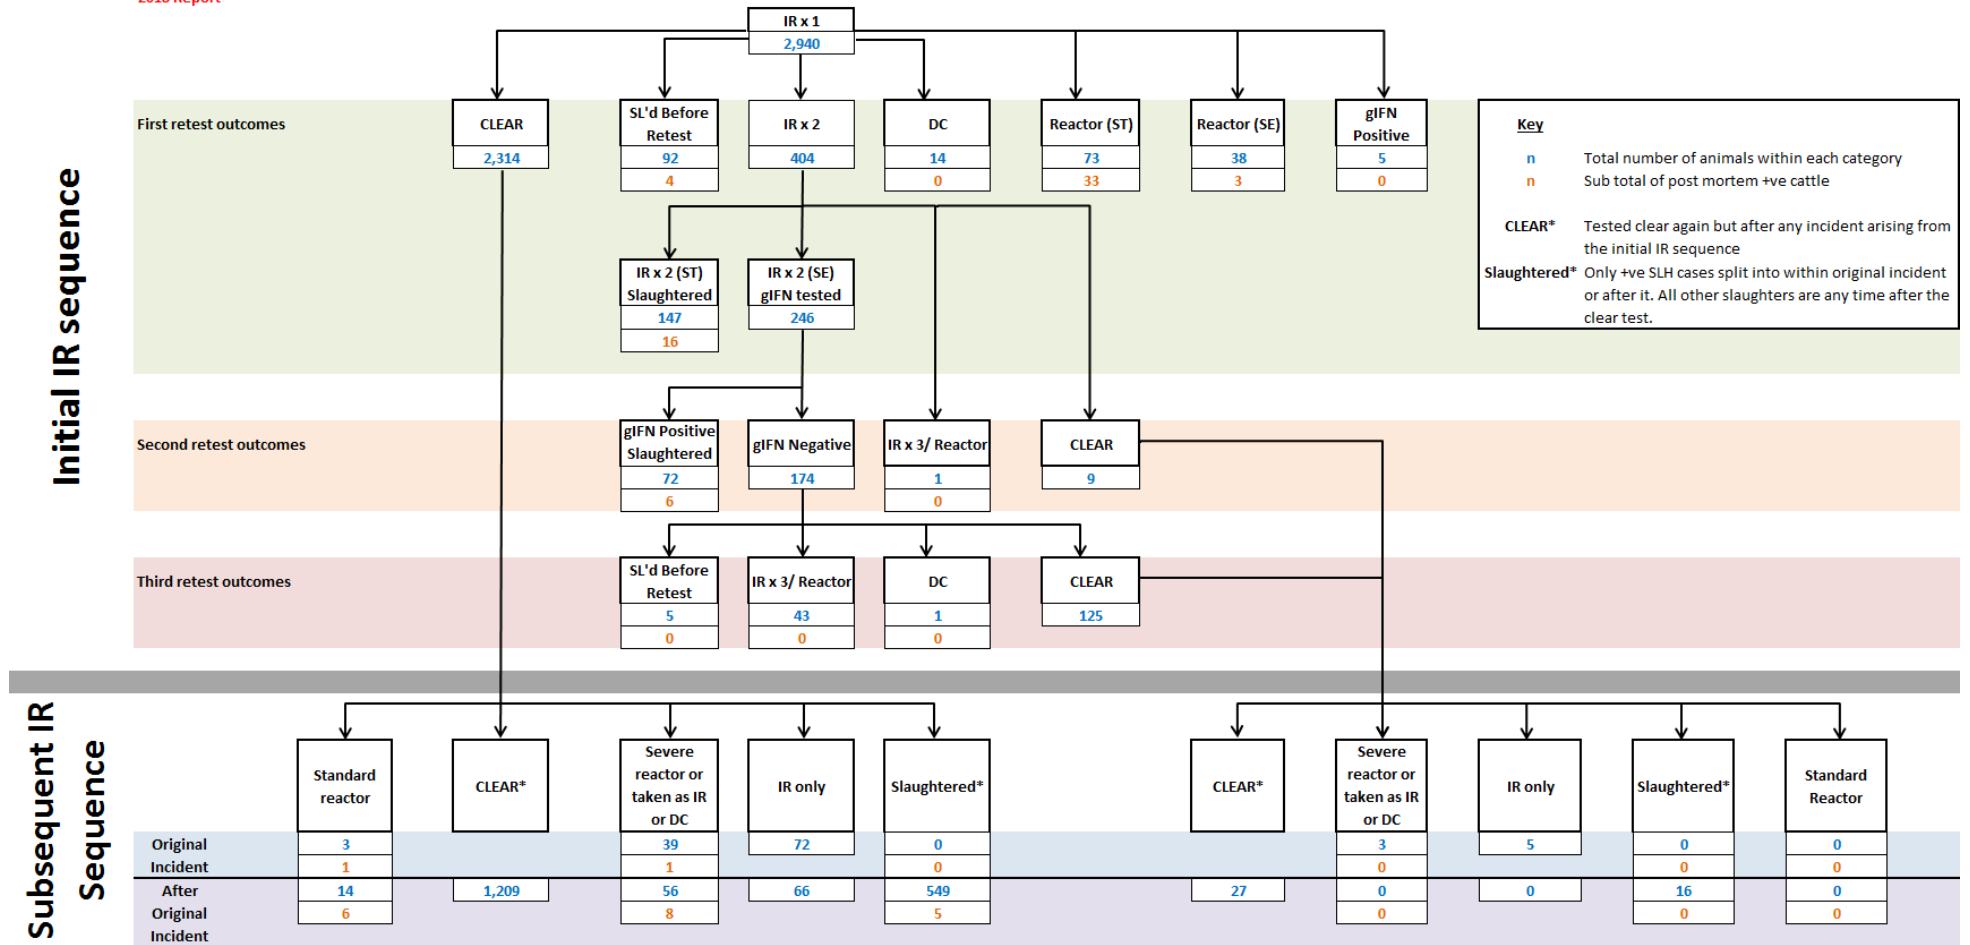 2018 Report
IR x 1
2,940
Initial IR sequence
First retest outcomes
CLEAR
2,314
SL'd Before
Retest
92
4
IR x 2
404
DC
14
0
Reactor (ST)
73
33
Reactor (SE)
38
3
gIFN
Positive
5
0
Key
n Total number of animals within each category
n Sub total of post mortem +ve cattle
CLEAR* Tested clear again but after any incident arising from
the initial IR sequence
Slaughtered* Only +ve SLH cases split into within original incident
or after it. All other slaughters are any time after the
clear test.
IR x 2 (ST)
Slaughtered
147
16
IR x 2 (SE)
gIFN tested
246
Second retest outcomes
gIFN Positive
Slaughtered
72
6
gIFN Negative
174
IR x 3/ Reactor
1
0
CLEAR
9
Third retest outcomes
SL'd Before
Retest
5
0
IR x 3/ Reactor
43
0
DC
1
0
CLEAR
125
Subsequent IR
Sequence
Standard
reactor
CLEAR*
Severe
reactor or
taken as IR
or DC
IR only
Slaughtered*
CLEAR*
Severe
reactor or
taken as IR
or DC
IR only
Slaughtered*
Standard
Reactor
Original 3 39 72 0 3 5 0 0
Incident 1 1 0 0 0 0
After 14 1,209 56 66 549 27 0 0 16 0
Original 6 8 5 0 0 0
Incident